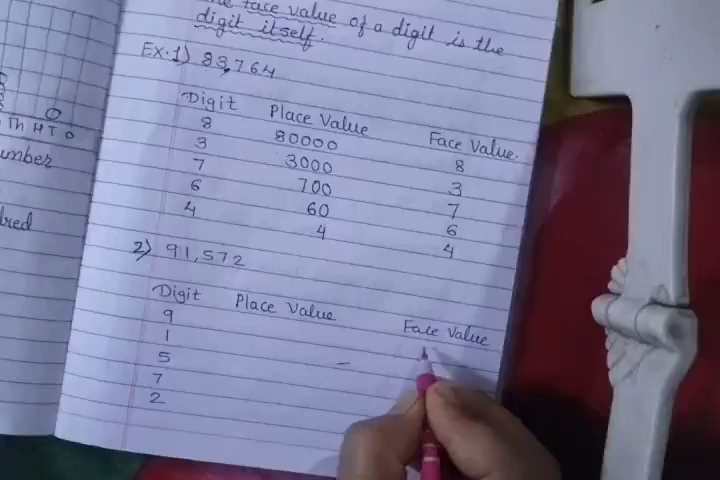 Th H T O
umber
dred
he face value of a digit is the
digit itself.
Ex. 1) 83,764
Digit Place Value Face Value.
8 80000 8
3 3000 3
7 700 7
6 60 6
4 4 4
2) 91,572
Digit Place Value Face Value
9
1
5
7
2